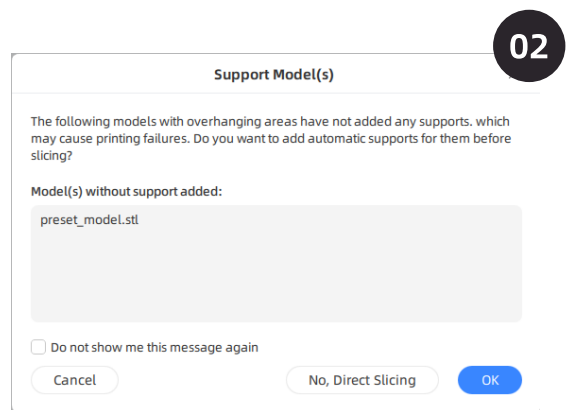 02
Support Model(s)
The following models with overhanging areas have not added any supports. which
may cause printing failures. Do you want to add automatic supports for them before
slicing?
Model(s) without support added:
preset_model.stl
Do not show me this message again
Cancel
No, Direct Slicing
OK